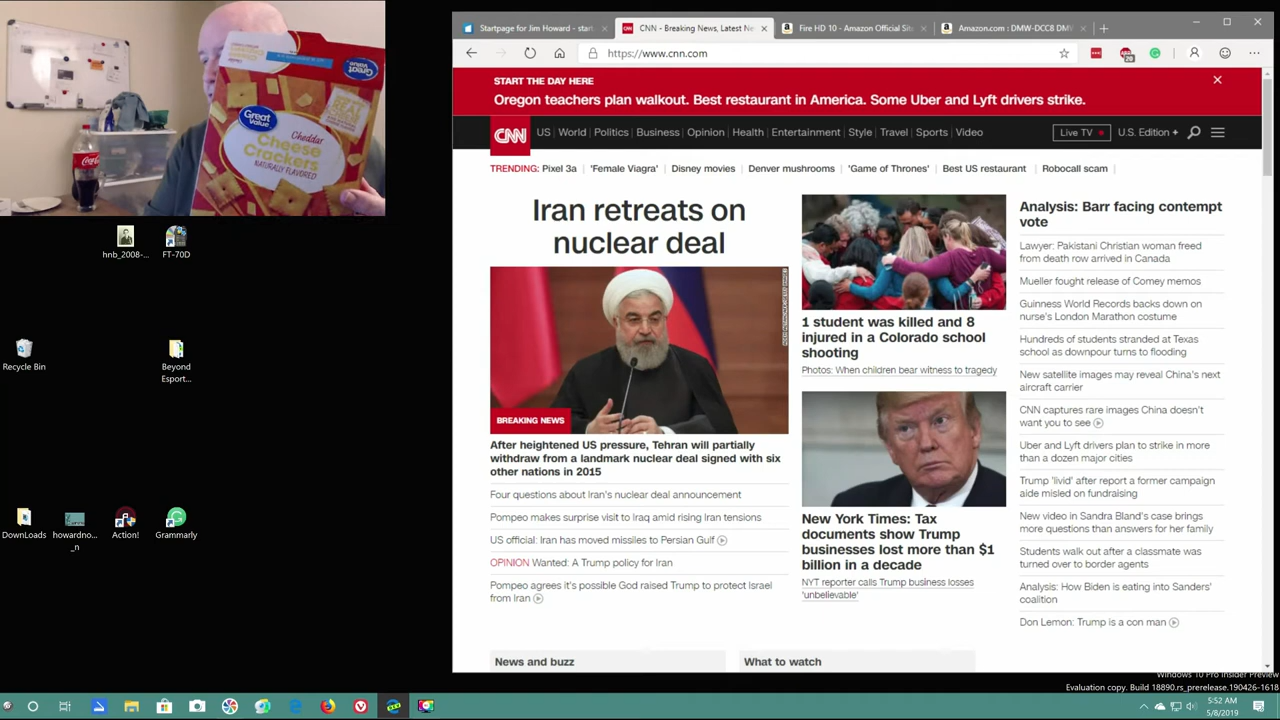 Great Value
Great Value
Cheddar
Cheese
Crackers
NATURALLY FLAVORED
hnb_2008-...
FT-70D
Recycle Bin
Beyond
Esport...
DownLoads
howardno...
_n
Action!
Grammarly
Startpage for Jim Howard - start
CNN - Breaking News, Latest Ne
Fire HD 10 - Amazon Official Sit
Amazon.com : DMW-DCC8 DMV
https://www.cnn.com
20
START THE DAY HERE
Oregon teachers plan walkout. Best restaurant in America. Some Uber and Lyft drivers strike.
CNN US World Politics Business Opinion Health Entertainment Style Travel Sports Video Live TV U.S. Edition +
TRENDING: Pixel 3a 'Female Viagra' Disney movies Denver mushrooms 'Game of Thrones' Best US restaurant Robocall scam
Iran retreats on
nuclear deal
BREAKING NEWS
After heightened US pressure, Tehran will partially
withdraw from a landmark nuclear deal signed with six
other nations in 2015
Four questions about Iran's nuclear deal announcement
Pompeo makes surprise visit to Iraq amid rising Iran tensions
US official: Iran has moved missiles to Persian Gulf
OPINION Wanted: A Trump policy for Iran
Pompeo agrees it's possible God raised Trump to protect Israel
from Iran
1 student was killed and 8
injured in a Colorado school
shooting
Photos: When children bear witness to tragedy
New York Times: Tax
documents show Trump
businesses lost more than $1
billion in a decade
NYT reporter calls Trump business losses
'unbelievable'
Analysis: Barr facing contempt
vote
Lawyer: Pakistani Christian woman freed
from death row arrived in Canada
Mueller fought release of Comey memos
Guinness World Records backs down on
nurse's London Marathon costume
Hundreds of students stranded at Texas
school as downpour turns to flooding
New satellite images may reveal China's next
aircraft carrier
CNN captures rare images China doesn't
want you to see
Uber and Lyft drivers plan to strike in more
than a dozen major cities
Trump 'livid' after report a former campaign
aide misled on fundraising
New video in Sandra Bland's case brings
more questions than answers for her family
Students walk out after a classmate was
turned over to border agents
Analysis: How Biden is eating into Sanders'
coalition
Don Lemon: Trump is a con man
News and buzz
What to watch
Windows 10 Pro Insider Preview
Evaluation copy. Build 18890.rs_prerelease.190426-1618
5:52 AM
5/8/2019